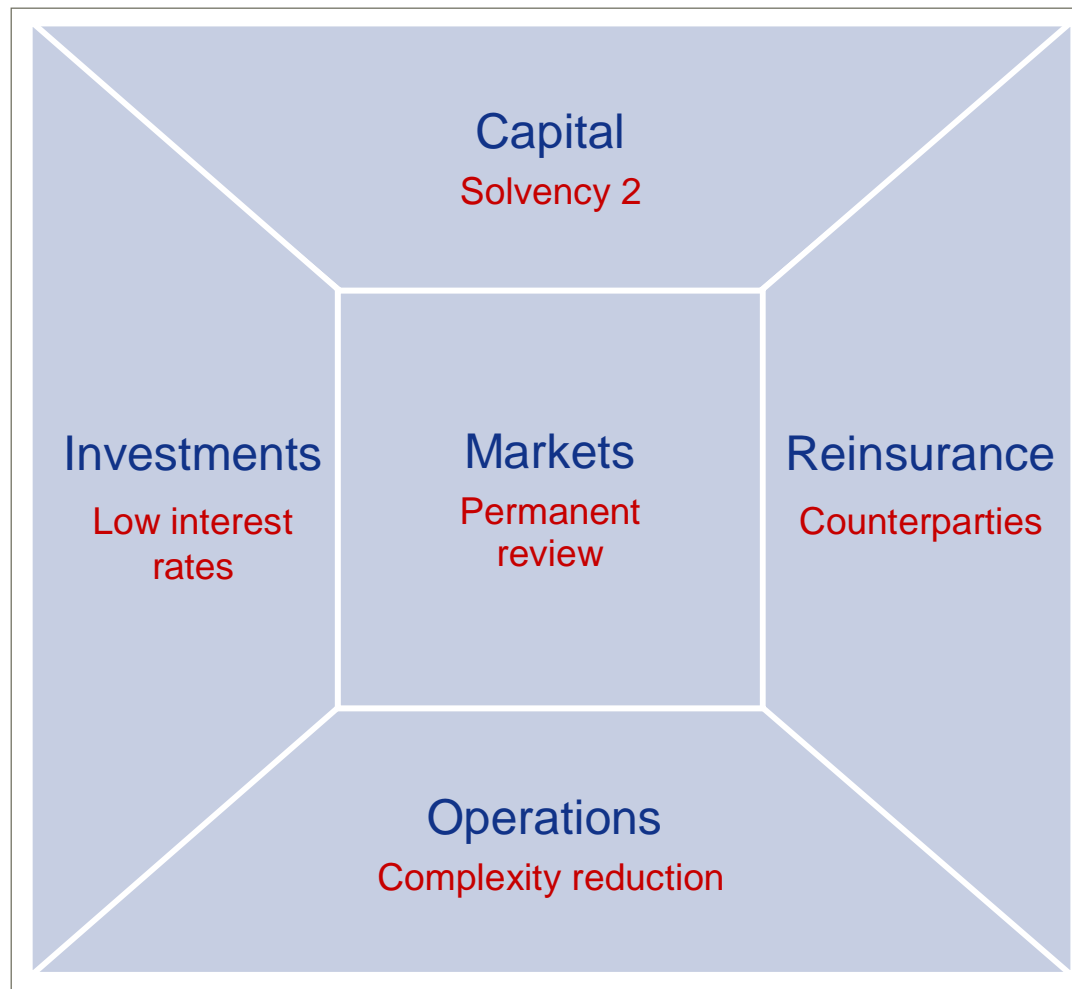 Capital
Solvency 2
Investments
Low interest
rates
Markets
Permanent
review
Reinsurance
Counterparties
Operations
Complexity reduction